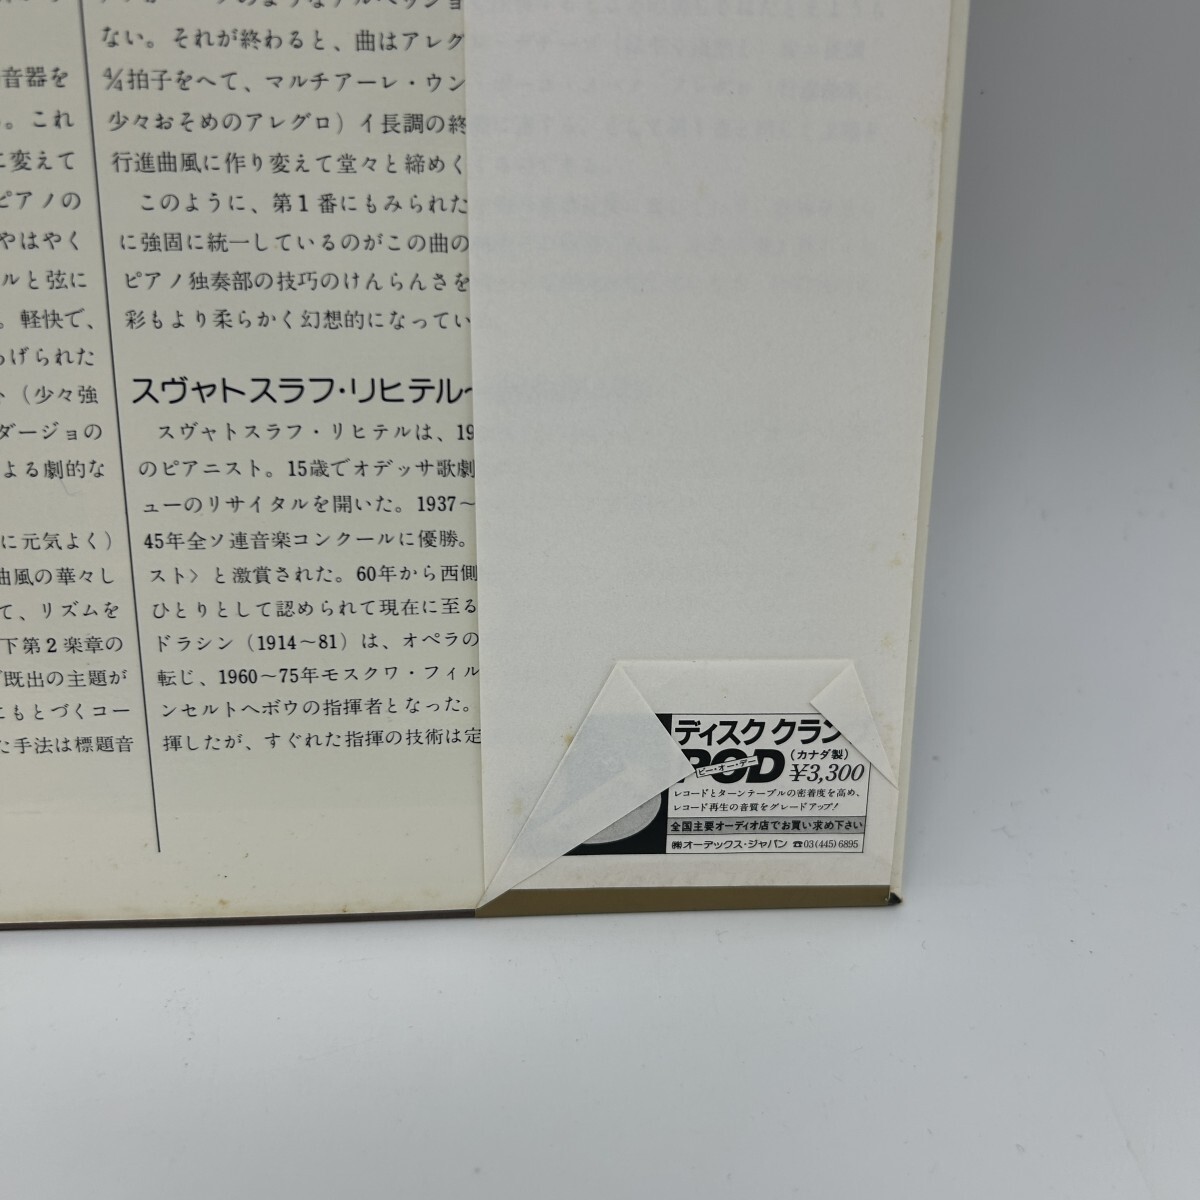 ない。それが終わると、曲はアレグ
4/4拍子をへて、マルチアーレ・ウン
少々おそめのアレグロ）イ長調の終
行進曲風に作り変えて堂々と締めく
このように、第1番にもみられた
に強固に統一しているのがこの曲の
ピアノ独奏部の技巧のけんらんさを
彩もより柔らかく幻想的になってい
スヴャトスラフ・リヒテル
スヴャトスラフ・リヒテルは、19
のピアニスト。15歳でオデッサ歌劇
ューのリサイタルを開いた。1937～
45年全ソ連音楽コンクールに優勝。
スト〉と激賞された。60年から西側
ひとりとして認められて現在に至る
ドラシン（1914～81）は、オペラの
転じ、1960～75年モスクワ・フィル
ンセルトヘボウの指揮者となった。
揮したが、すぐれた指揮の技術は定
音器を
。これ
に変えて
ピアノの
やはやく
ルと弦に
。軽快で、
げられた
（少々強
ダージョの
よる劇的な
に元気よく）
曲風の華々し
て、リズムを
下第2楽章の
既出の主題が
にもとづくコー
た手法は標題音
ディスク クラン
POD
ピー・オー・デー
（カナダ製）
¥3,300
レコードとターンテーブルの密着度を高め、
レコード再生の音質をグレードアップ!
全国主要オーディオ店でお買い求め下さい
㈱オーデックス・ジャパン ☎03(445)6895